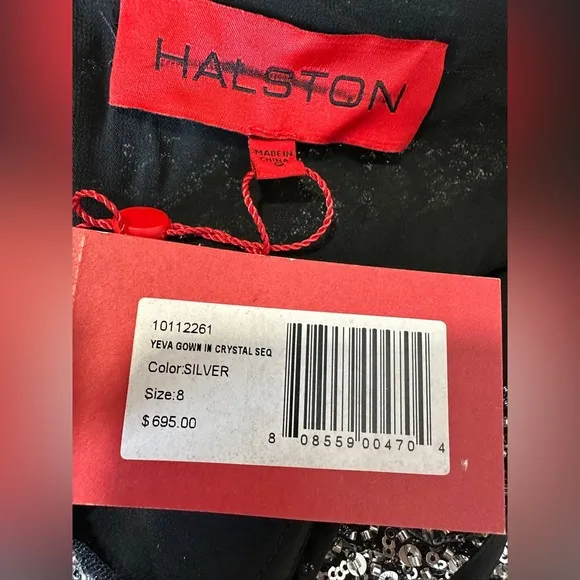 HALSTON
MADE IN
CHINA
10112261
YEVA GOWN IN CRYSTAL SEQ
Color:SILVER
Size:8
$695.00
8 08559 00470 4